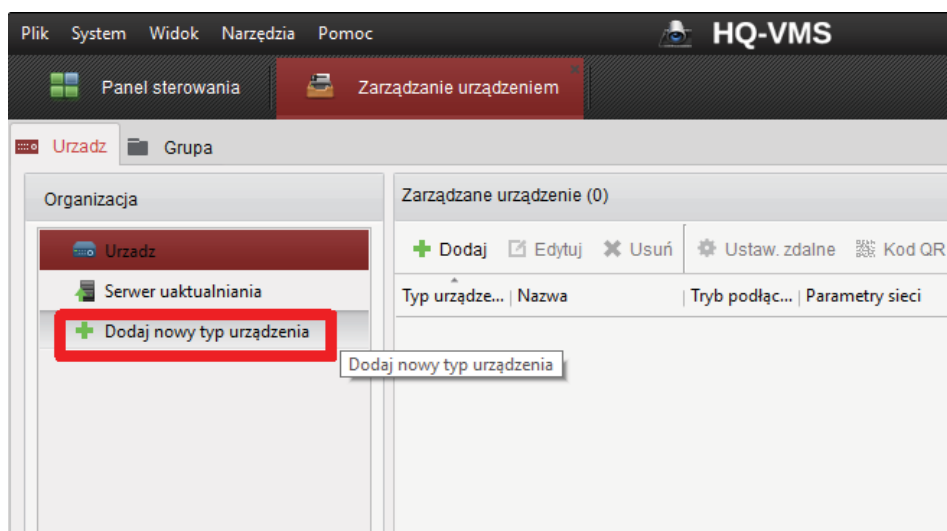 Plik System Widok Narzędzia Pomoc HQ-VMS
Panel sterowania Zarządzanie urządzeniem
Urzadz Grupa
Organizacja
Urzadz
Serwer uaktualniania
Dodaj nowy typ urządzenia
Dodaj nowy typ urządzenia
Zarządzane urządzenie (0)
Dodaj Edytuj Usuń Ustaw. zdalne Kod QR
Typ urządze... | Nazwa | Tryb podłąc... | Parametry sieci